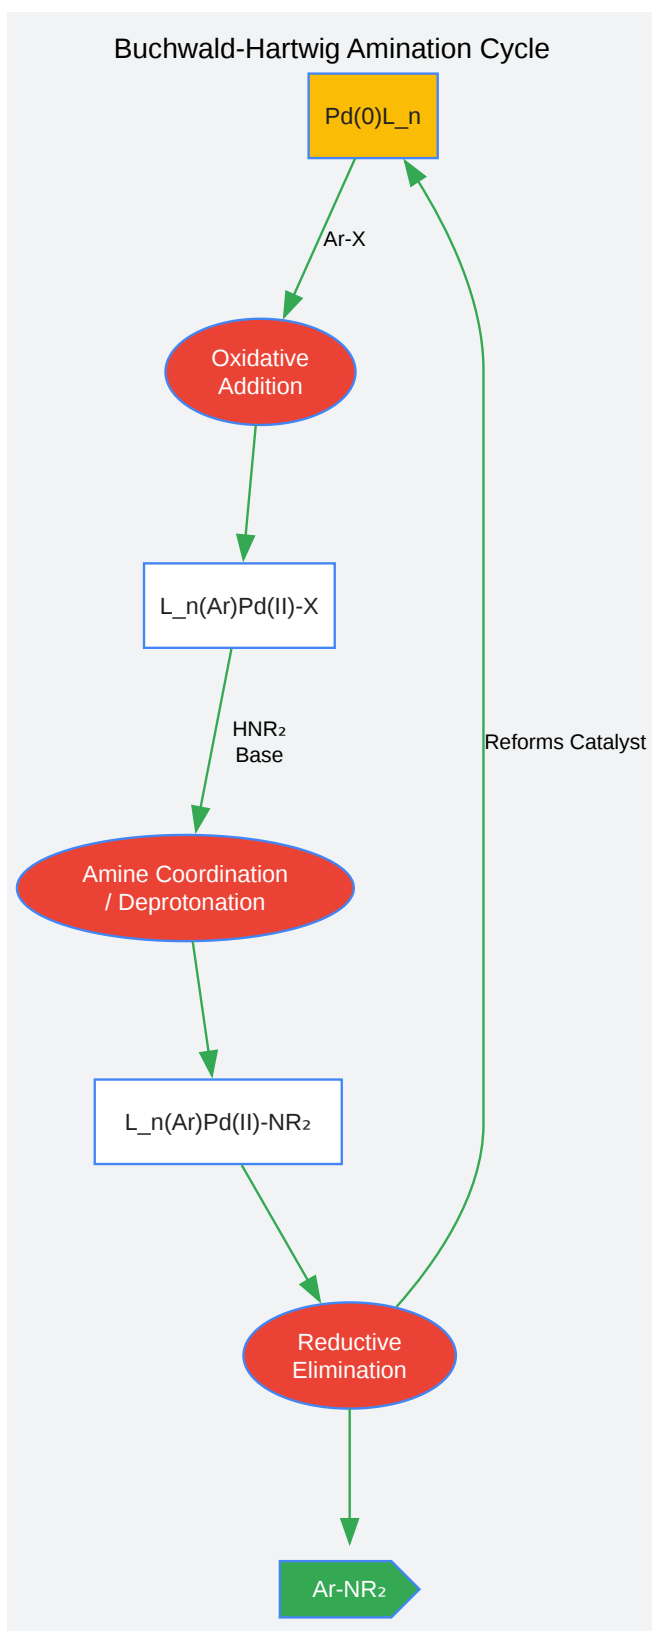 Buchwald-Hartwig Amination Cycle
Pd(0)L_n
Ar-X
Oxidative
Addition
L_n(Ar)Pd(II)-X
HNR₂
Base
Reforms Catalyst
Amine Coordination
/ Deprotonation
L_n(Ar)Pd(II)-NR₂
Reductive
Elimination
Ar-NR₂